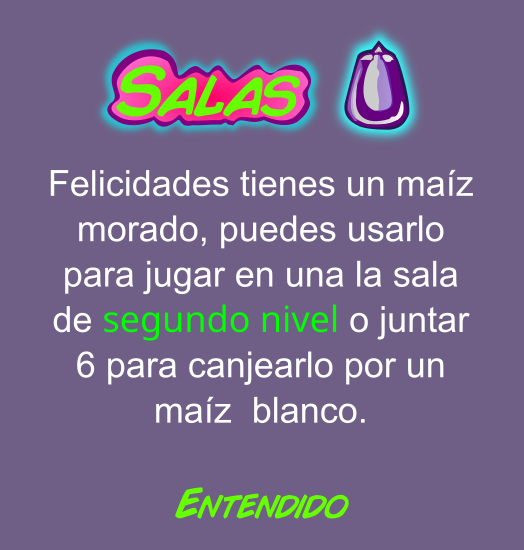 SALAS
Felicidades tienes un maíz
morado, puedes usarlo
para jugar en una la sala
de segundo nivel o juntar
6 para canjearlo por un
maíz  blanco.
ENTENDIDO